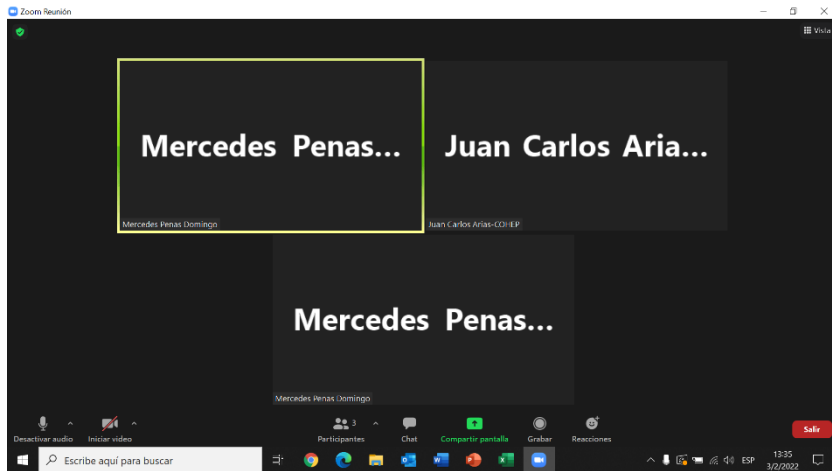 Zoom Reunión
Vista
Mercedes Penas...
Juan Carlos Aria...
Mercedes Penas Domingo
Juan Carlos Arias-COHEP
Mercedes Penas...
Mercedes Penas Domingo
Desactivar audio
Iniciar video
3
Participantes
Chat
Compartir pantalla
Grabar
Reacciones
Salir
Escribe aquí para buscar
ESP
13:35
3/2/2022